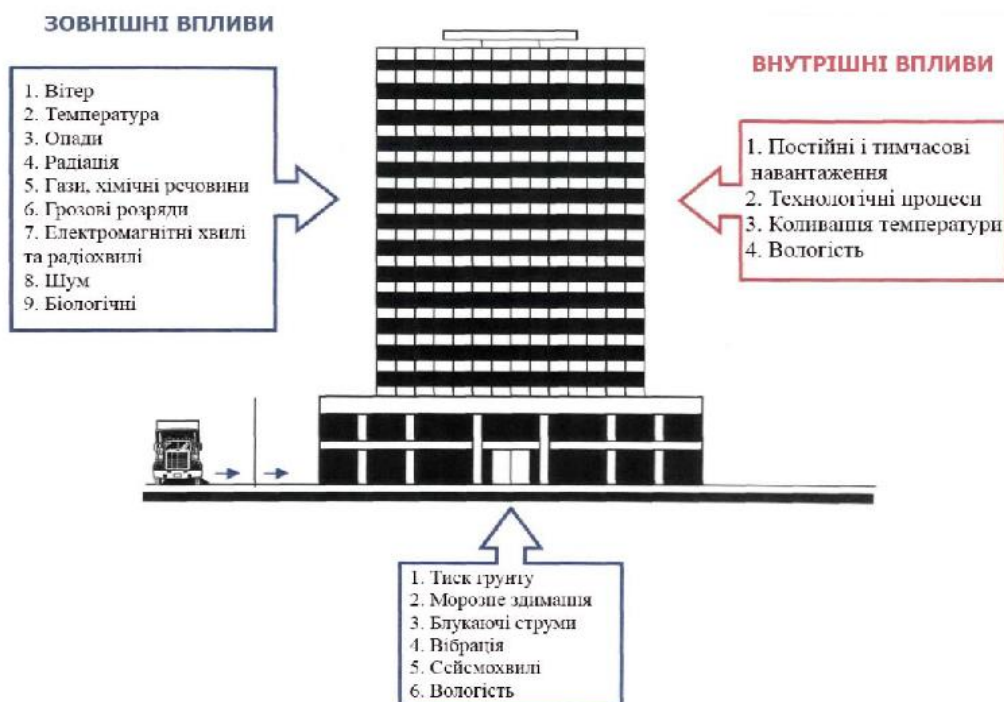 ЗОВНІШНІ ВПЛИВИ
1. Вітер
2. Температура
3. Опади
4. Радіація
5. Гази, хімічні речовини
6. Грозові розряди
7. Електромагнітні хвилі
та радіохвилі
8. Шум
9. Біологічні
ВНУТРІШНІ ВПЛИВИ
1. Постійні і тимчасові
навантаження
2. Технологічні процеси
3. Коливання температури
4. Вологість
1. Тиск ґрунту
2. Морозне здимання
3. Блукаючі струми
4. Вібрація
5. Сейсмохвилі
6. Вологість